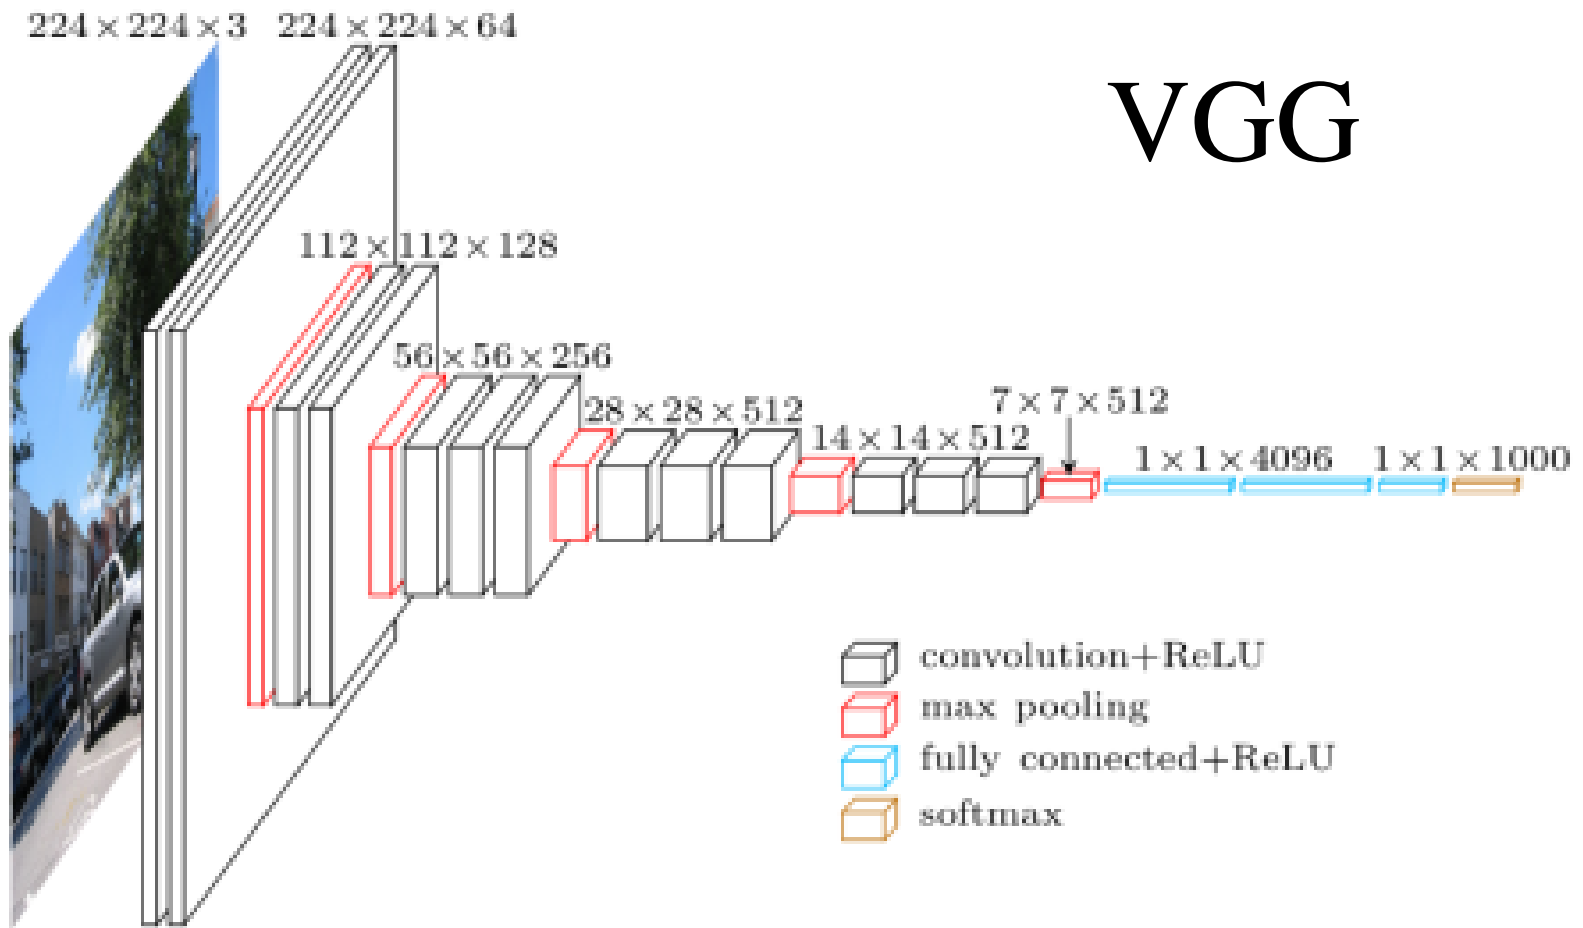 224 × 224 × 3
224 × 224 × 64
VGG
112 × 112 × 128
56 × 56 × 256
28 × 28 × 512
7 × 7 × 512
14 × 14 × 512
1 × 1 × 4096
1 × 1 × 1000
convolution+ReLU
max pooling
fully connected+ReLU
softmax